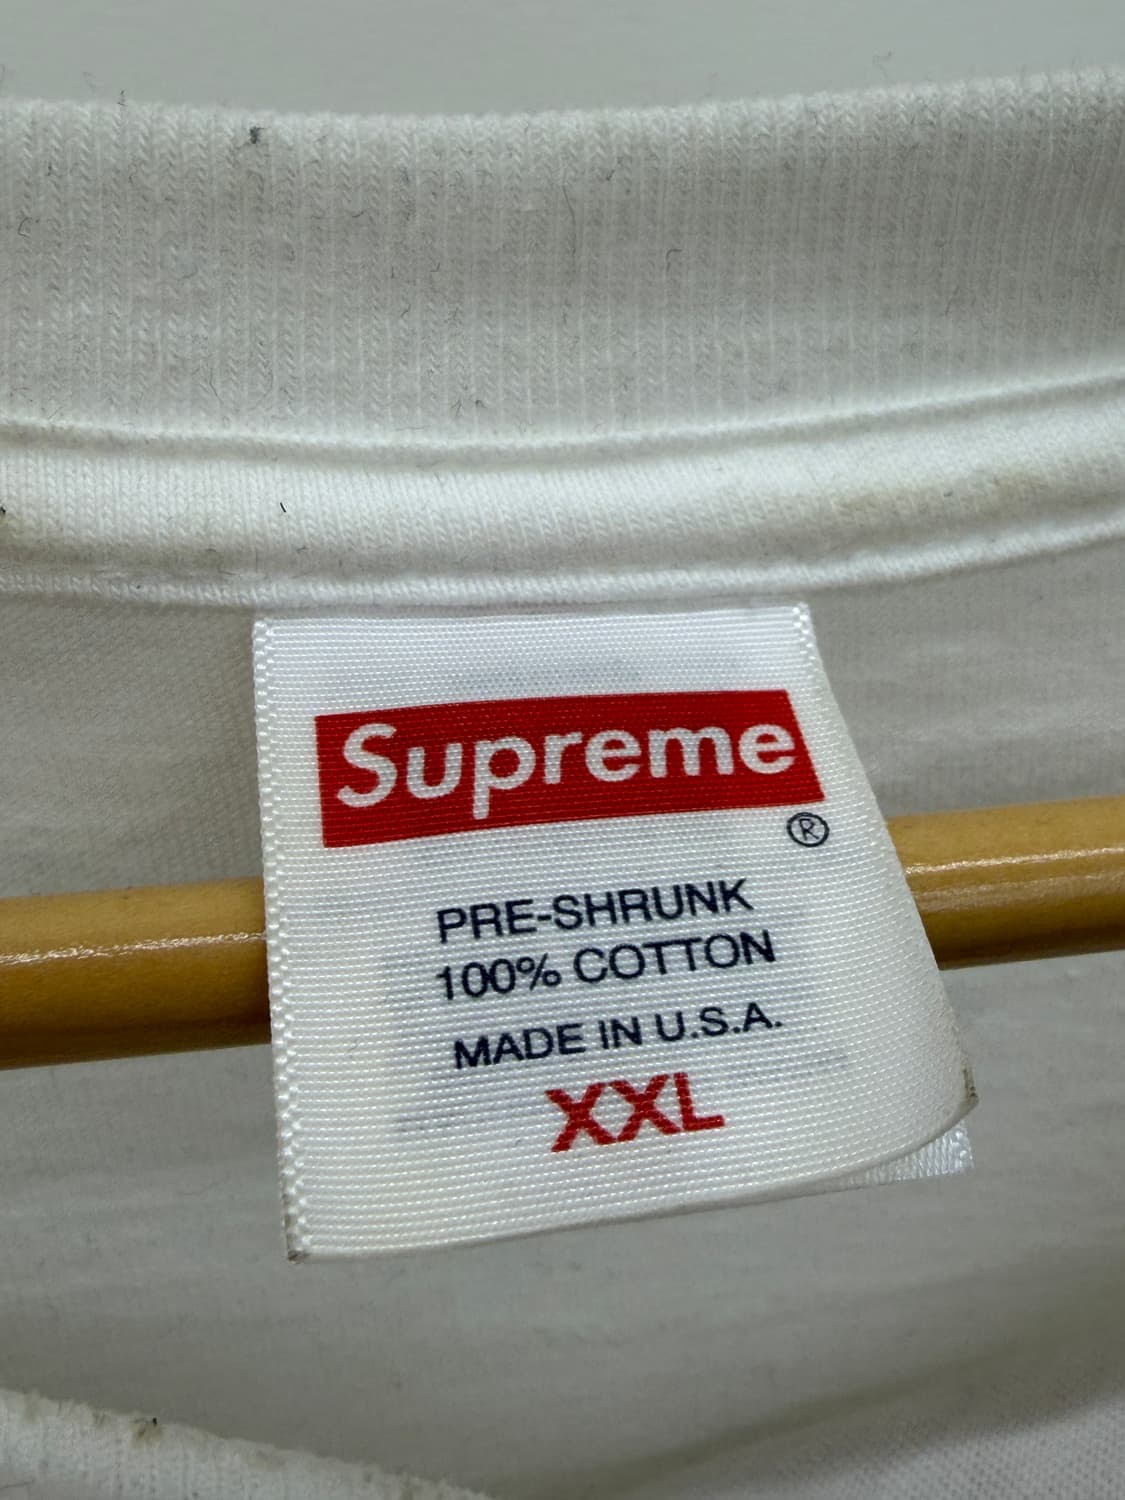 Supreme
®
PRE-SHRUNK
100% COTTON
MADE IN U.S.A.
XXL